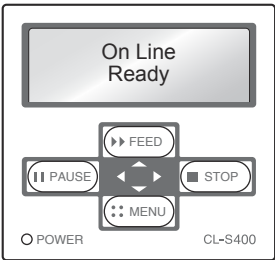 On Line
Ready
FEED
PAUSE
STOP
MENU
POWER
CL-S400